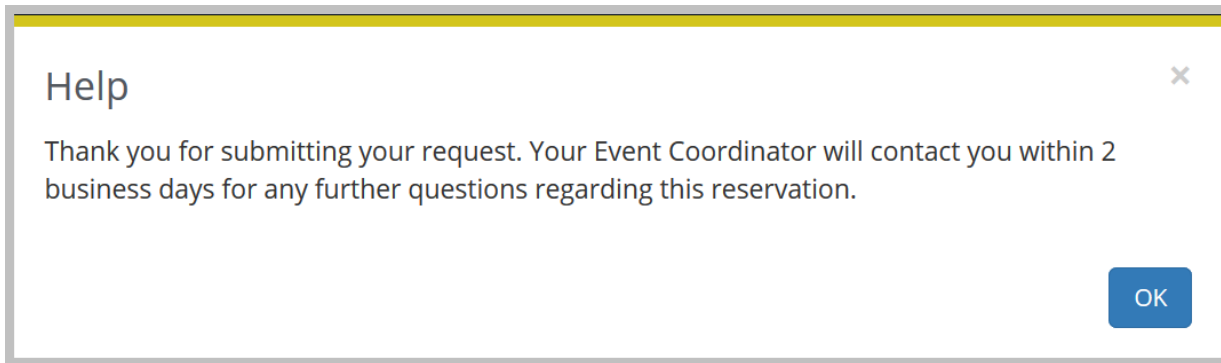 Help
×
Thank you for submitting your request. Your Event Coordinator will contact you within 2
business days for any further questions regarding this reservation.
OK